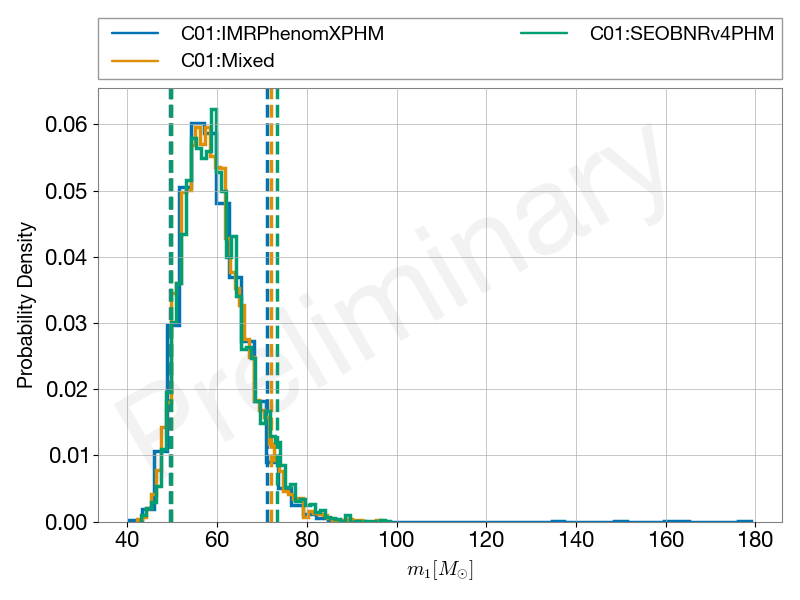 C01:IMRPhenomXPHM
C01:SEOBNRv4PHM
C01:Mixed
0.06
0.05
0.04
0.03
0.02
0.01
0.00
Probability Density
Preliminary
40 60 80 100 120 140 160 180
m₁[M☉]